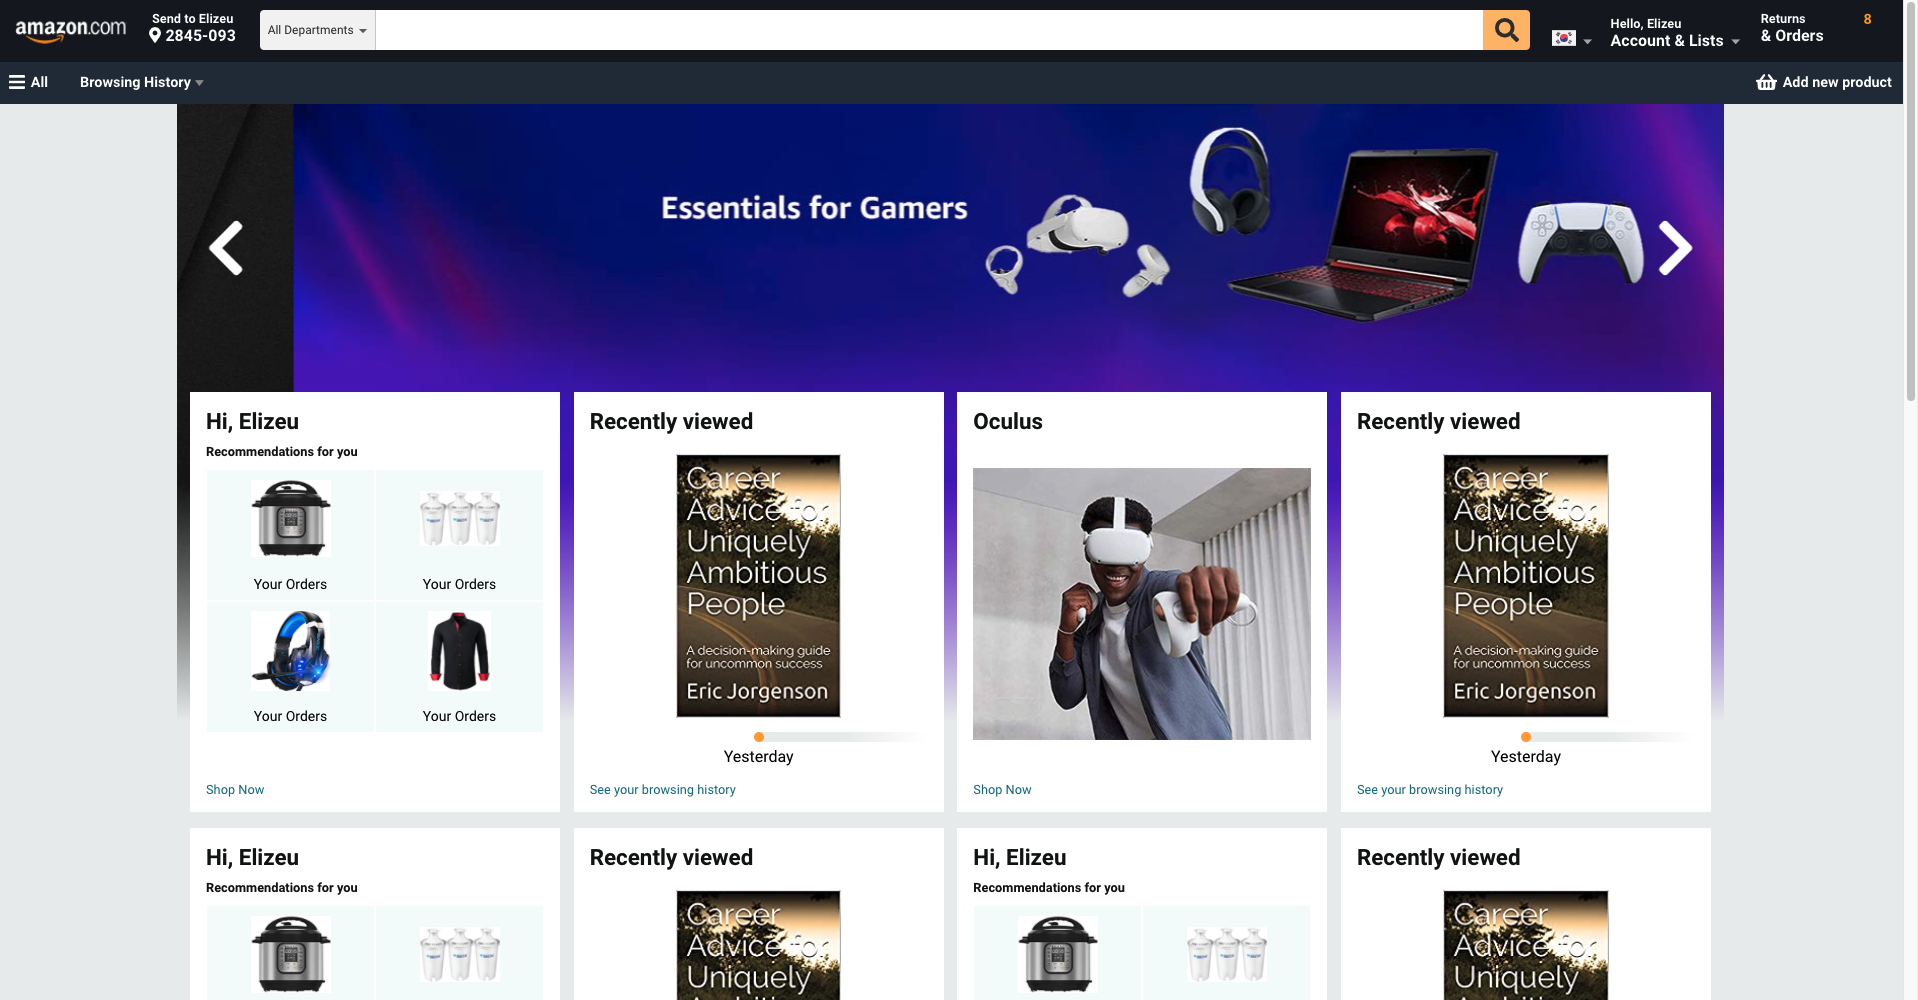 amazon.com
Send to Elizeu
2845-093
All Departments
Hello, Elizeu
Account & Lists
Returns
& Orders
8
All
Browsing History
Add new product
Essentials for Gamers
Hi, Elizeu
Recommendations for you
Your Orders
Your Orders
Your Orders
Your Orders
Shop Now
Recently viewed
Career
Advice for
Uniquely
Ambitious
People
A decision-making guide
for uncommon success
Eric Jorgenson
Yesterday
See your browsing history
Oculus
Shop Now
Recently viewed
Career
Advice for
Uniquely
Ambitious
People
A decision-making guide
for uncommon success
Eric Jorgenson
Yesterday
See your browsing history
Hi, Elizeu
Recommendations for you
Recently viewed
Career
Advice for
Uniquely
Hi, Elizeu
Recommendations for you
Recently viewed
Career
Advice for
Uniquely